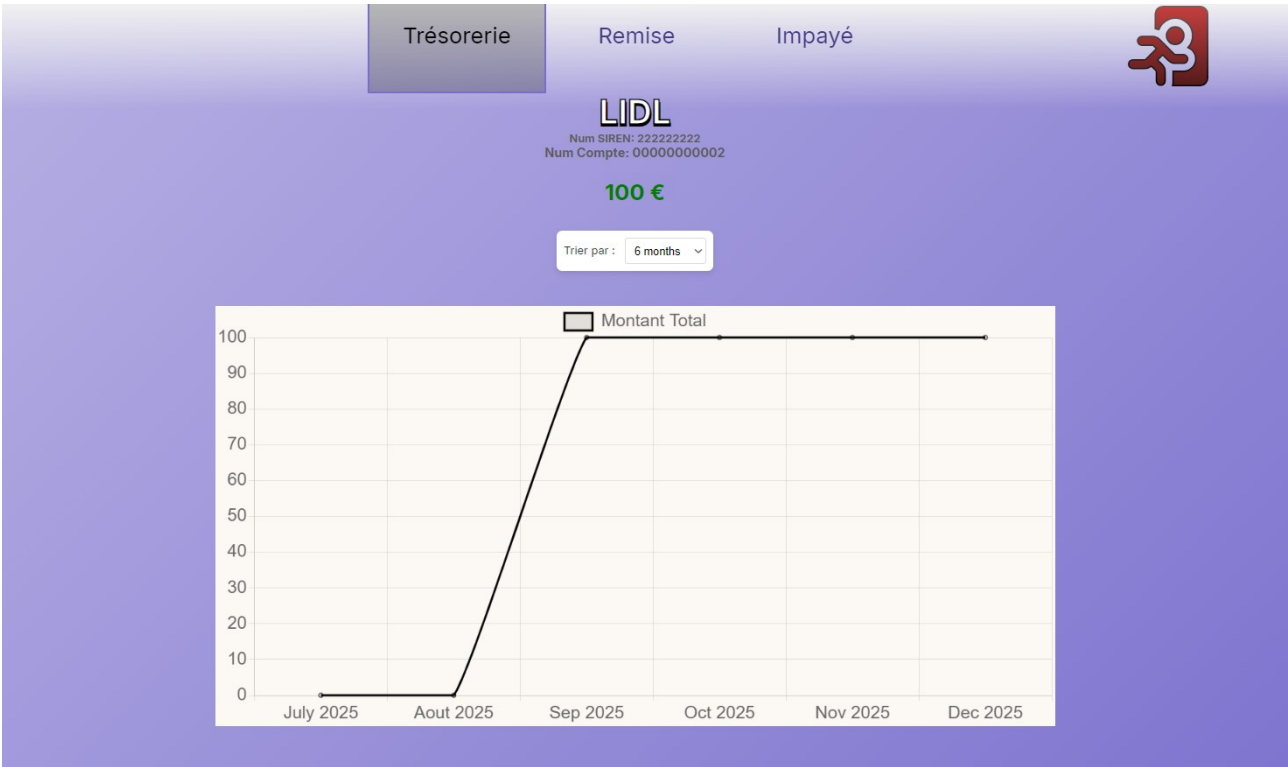 Trésorerie Remise Impayé
LIDL
Num SIREN: 222222222
Num Compte: 00000000002
100 €
Trier par : 6 months
Montant Total
100
90
80
70
60
50
40
30
20
10
0
July 2025 Aout 2025 Sep 2025 Oct 2025 Nov 2025 Dec 2025